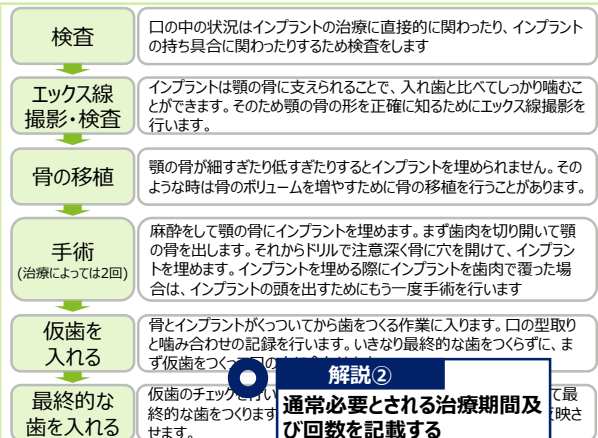 検査
口の中の状況はインプラントの治療に直接的に関わったり、インプラント
の持ち具合に関わったりするため検査をします
エックス線
撮影・検査
インプラントは顎の骨に支えられることで、入れ歯と比べてしっかり噛むこ
とができます。そのため顎の骨の形を正確に知るためにエックス線撮影を
行います。
骨の移植
顎の骨が細すぎたり低すぎたりするとインプラントを埋められません。その
ような時は骨のボリュームを増やすために骨の移植を行うことがあります。
手術
(治療によっては2回)
麻酔をして顎の骨にインプラントを埋めます。まず歯肉を切り開いて顎
の骨を出します。それからドリルで注意深く骨に穴を開けて、インプラン
トを埋めます。インプラントを埋める際にインプラントを歯肉で覆った場
合は、インプラントの頭を出すためにもう一度手術を行います
仮歯を
入れる
骨とインプラントがくっついてから歯をつくる作業に入ります。口の型取り
と噛み合わせの記録を行います。いきなり最終的な歯をつくらずに、ま
ず仮歯をつくって口の
最終的な
歯を入れる
仮歯のチェックを行い て最
終的な歯をつくります 反映さ
せます。
解説②
通常必要とされる治療期間及
び回数を記載する